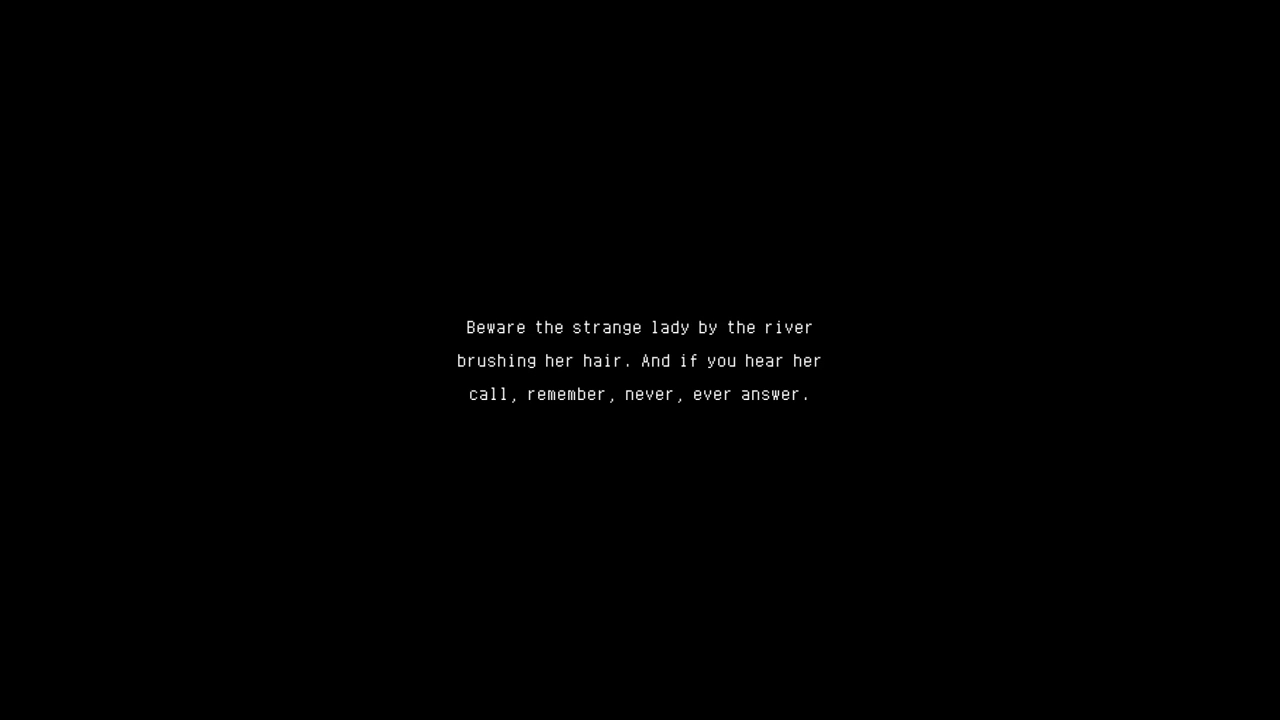 Beware the strange lady by the river
brushing her hair. And if you hear her
call, remember, never, ever answer.